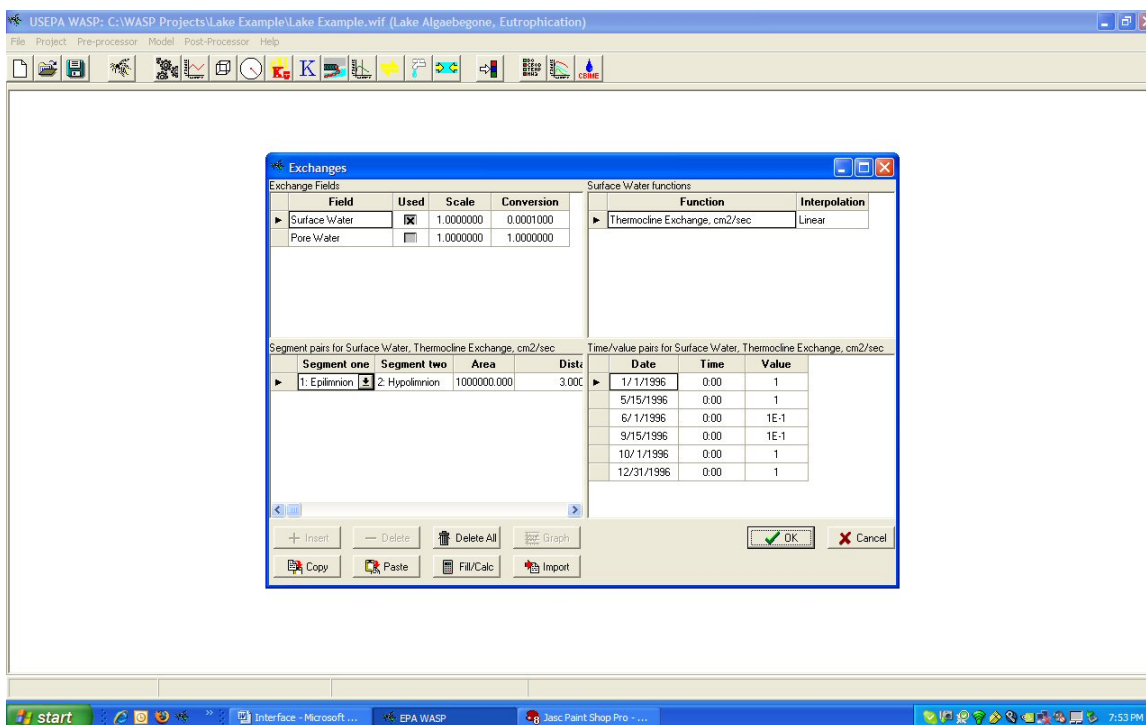 USEPA WASP: C:\WASP Projects\Lake Example\Lake Example.wif (Lake Algaebegone, Eutrophication)
File Project Pre-processor Model Post-Processor Help
K
CBIME
Exchanges
Exchange Fields
Field Used Scale Conversion
Surface Water 1.0000000 0.0001000
Pore Water 1.0000000 1.0000000
Surface Water functions
Function Interpolation
Thermocline Exchange, cm2/sec Linear
Segment pairs for Surface Water, Thermocline Exchange, cm2/sec
Segment one Segment two Area Dista
1: Epilimnion 2: Hypolimnion 1000000.000 3.000
Time/value pairs for Surface Water, Thermocline Exchange, cm2/sec
Date Time Value
1/ 1/1996 0:00 1
5/15/1996 0:00 1
6/ 1/1996 0:00 1E-1
9/15/1996 0:00 1E-1
10/ 1/1996 0:00 1
12/31/1996 0:00 1
Insert Delete Delete All Graph
Copy Paste Fill/Calc Import
OK Cancel
start Interface - Microsoft ... EPA WASP Jasc Paint Shop Pro - ... 7:53 PM